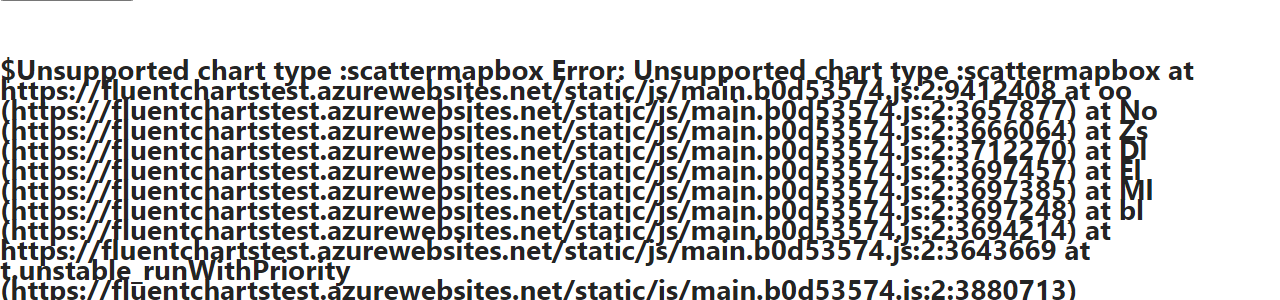 $Unsupported chart type :scattermapbox Error: Unsupported chart type :scattermapbox at
https://fluentchartstest.azurewebsites.net/static/js/main.b0d53574.js:2:9412408 at oo
(https://fluentchartstest.azurewebsites.net/static/js/main.b0d53574.js:2:3657877) at No
(https://fluentchartstest.azurewebsites.net/static/js/main.b0d53574.js:2:3666064) at Zs
(https://fluentchartstest.azurewebsites.net/static/js/main.b0d53574.js:2:3712270) at Dl
(https://fluentchartstest.azurewebsites.net/static/js/main.b0d53574.js:2:3697457) at El
(https://fluentchartstest.azurewebsites.net/static/js/main.b0d53574.js:2:3697385) at Ml
(https://fluentchartstest.azurewebsites.net/static/js/main.b0d53574.js:2:3697248) at bl
(https://fluentchartstest.azurewebsites.net/static/js/main.b0d53574.js:2:3694214) at
https://fluentchartstest.azurewebsites.net/static/js/main.b0d53574.js:2:3643669 at
t.unstable_runWithPriority
(https://fluentchartstest.azurewebsites.net/static/js/main.b0d53574.js:2:3880713)